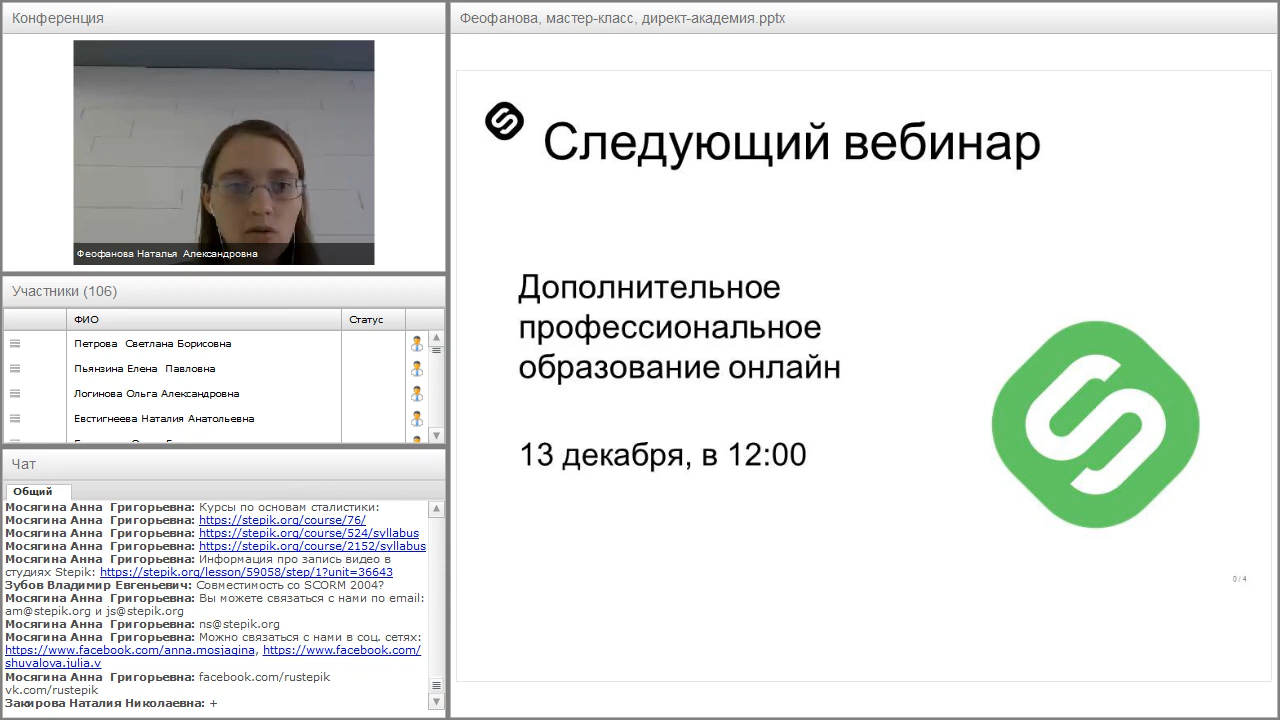 Конференция
Феофанова Наталья Александровна
Участники (106)
ФИО Статус
Петрова Светлана Борисовна
Пьянзина Елена Павловна
Логинова Ольга Александровна
Евстигнеева Наталия Анатольевна
Чат
Общий
Мосягина Анна Григорьевна: Курсы по основам сталистики:
Мосягина Анна Григорьевна: https://stepik.org/course/76/
Мосягина Анна Григорьевна: https://stepik.org/course/524/syllabus
Мосягина Анна Григорьевна: https://stepik.org/course/2152/syllabus
Мосягина Анна Григорьевна: Информация про запись видео в
студиях Stepik: https://stepik.org/lesson/59058/step/1?unit=36643
Зубов Владимир Евгеньевич: Совместимость со SCORM 2004?
Мосягина Анна Григорьевна: Вы можете связаться с нами по email:
am@stepik.org и js@stepik.org
Мосягина Анна Григорьевна: ns@stepik.org
Мосягина Анна Григорьевна: Можно связаться с нами в соц. сетях:
https://www.facebook.com/anna.mosjagina, https://www.facebook.com/
shuvalova.julia.v
Мосягина Анна Григорьевна: facebook.com/rustepik
vk.com/rustepik
Закирова Наталия Николаевна: +
Феофанова, мастер-класс, директ-академия.pptx
Следующий вебинар
Дополнительное
профессиональное
образование онлайн
13 декабря, в 12:00
0 / 4